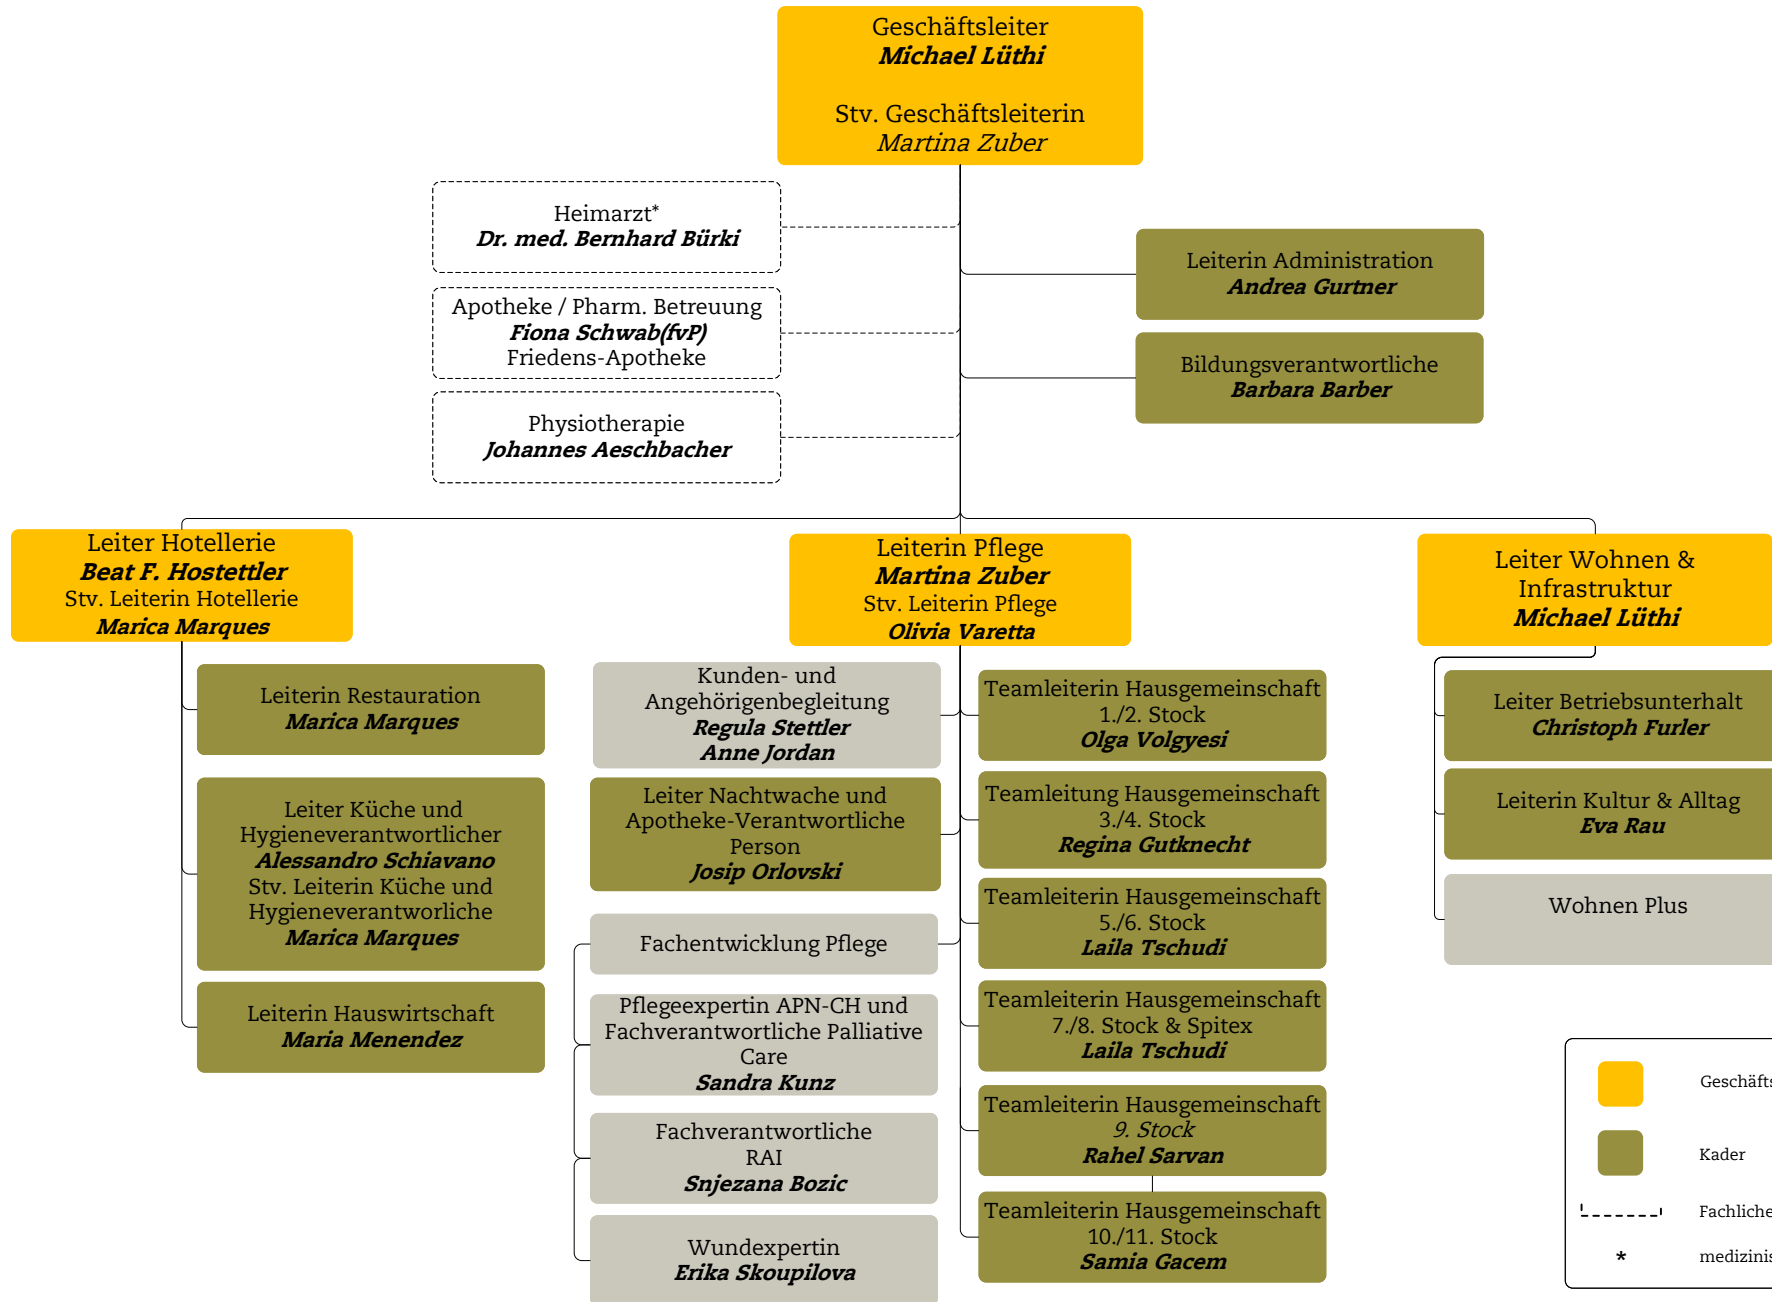 Geschäftsleiter
Michael Lüthi
Stv. Geschäftsleiterin
Martina Zuber
Heimarzt*
Dr. med. Bernhard Bürki
Apotheke / Pharm. Betreuung
Fiona Schwab(fvP)
Friedens-Apotheke
Physiotherapie
Johannes Aeschbacher
Leiterin Administration
Andrea Gurtner
Bildungsverantwortliche
Barbara Barber
Leiter Hotellerie
Beat F. Hostettler
Stv. Leiterin Hotellerie
Marica Marques
Leiterin Restauration
Marica Marques
Leiter Küche und
Hygieneverantwortlicher
Alessandro Schiavano
Stv. Leiterin Küche und
Hygieneverantworliche
Marica Marques
Leiterin Hauswirtschaft
Maria Menendez
Leiterin Pflege
Martina Zuber
Stv. Leiterin Pflege
Olivia Varetta
Kunden- und
Angehörigenbegleitung
Regula Stettler
Anne Jordan
Leiter Nachtwache und
Apotheke-Verantwortliche
Person
Josip Orlovski
Fachentwicklung Pflege
Pflegeexpertin APN-CH und
Fachverantwortliche Palliative
Care
Sandra Kunz
Fachverantwortliche
RAI
Snjezana Bozic
Wundexpertin
Erika Skoupilova
Teamleiterin Hausgemeinschaft
1./2. Stock
Olga Volgyesi
Teamleitung Hausgemeinschaft
3./4. Stock
Regina Gutknecht
Teamleiterin Hausgemeinschaft
5./6. Stock
Laila Tschudi
Teamleiterin Hausgemeinschaft
7./8. Stock & Spitex
Laila Tschudi
Teamleiterin Hausgemeinschaft
9. Stock
Rahel Sarvan
Teamleiterin Hausgemeinschaft
10./11. Stock
Samia Gacem
Leiter Wohnen &
Infrastruktur
Michael Lüthi
Leiter Betriebsunterhalt
Christoph Furler
Leiterin Kultur & Alltag
Eva Rau
Wohnen Plus
Geschäfts
Kader
Fachliche
* medizinis